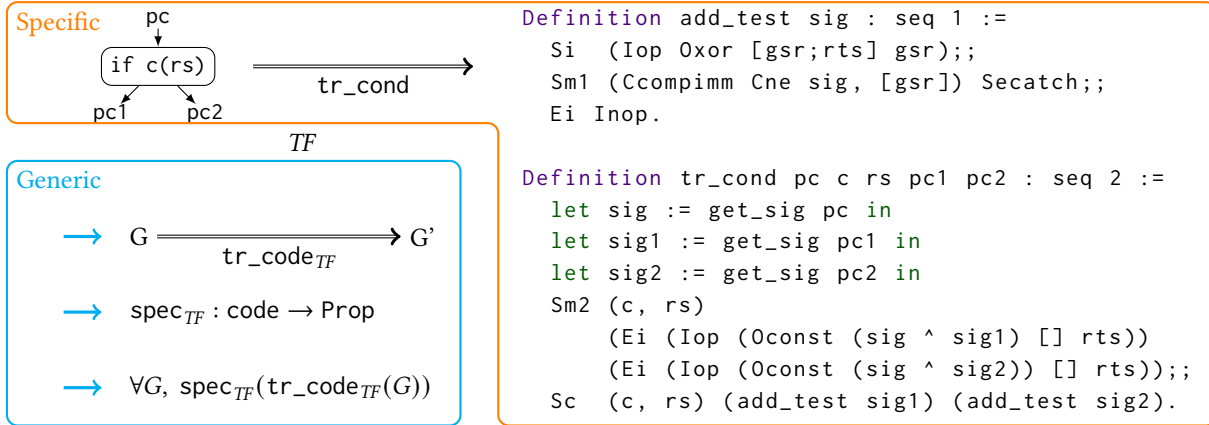 Specific
pc
if c(rs)
pc1 pc2
tr_cond
TF
Definition add_test sig : seq 1 :=
Si (Iop Oxor [gsr;rts] gsr);;
Sm1 (Ccompimm Cne sig, [gsr]) Secatch;;
Ei Inop.
Generic
→ G ⟹ G'
tr_code_TF
→ spec_TF : code → Prop
→ ∀G, spec_TF(tr_code_TF(G))
Definition tr_cond pc c rs pc1 pc2 : seq 2 :=
let sig := get_sig pc in
let sig1 := get_sig pc1 in
let sig2 := get_sig pc2 in
Sm2 (c, rs)
(Ei (Iop (Oconst (sig ^ sig1) [] rts))
(Ei (Iop (Oconst (sig ^ sig2)) [] rts));;
Sc (c, rs) (add_test sig1) (add_test sig2).